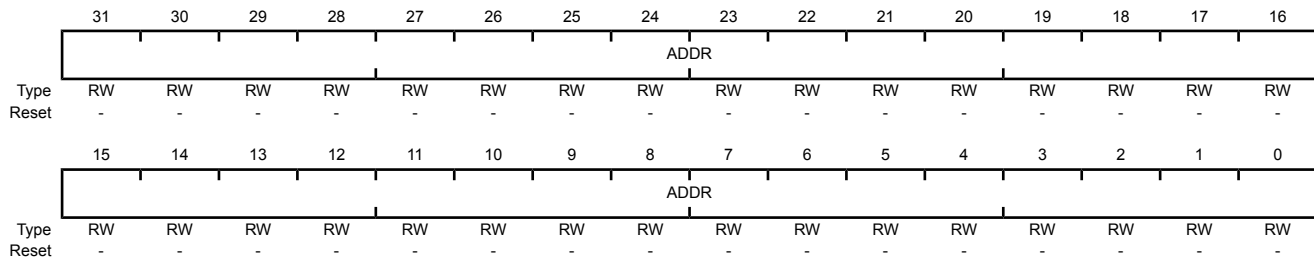 31 30 29 28 27 26 25 24 23 22 21 20 19 18 17 16
ADDR
Type RW RW RW RW RW RW RW RW RW RW RW RW RW RW RW RW
Reset - - - - - - - - - - - - - - - -
15 14 13 12 11 10 9 8 7 6 5 4 3 2 1 0
ADDR
Type RW RW RW RW RW RW RW RW RW RW RW RW RW RW RW RW
Reset - - - - - - - - - - - - - - - -